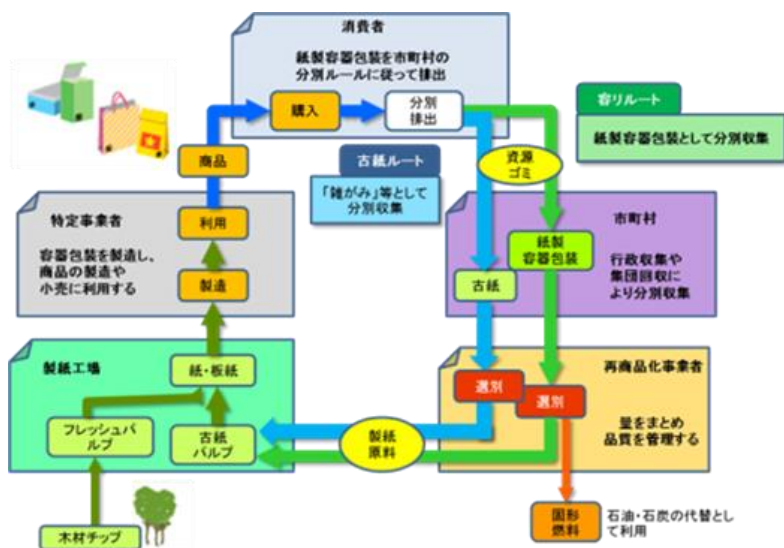 消費者
紙製容器包装を市町村の
分別ルールに従って排出
購入
分別
排出
容リルート
紙製容器包装として分別収集
古紙ルート
「雑がみ」等として
分別収集
資源
ゴミ
商品
特定事業者
利用
容器包装を製造し、
商品の製造や
小売に利用する
製造
市町村
紙製
容器包装
行政収集や
集団回収に
より分別収集
古紙
製紙工場
紙・板紙
フレッシュパ
ルプ
古紙
パルプ
製紙
原料
再商品化事業者
選別
選別
量をまとめ
品質を管理する
木材チップ
固形
燃料
石油・石炭の代替とし
て利用